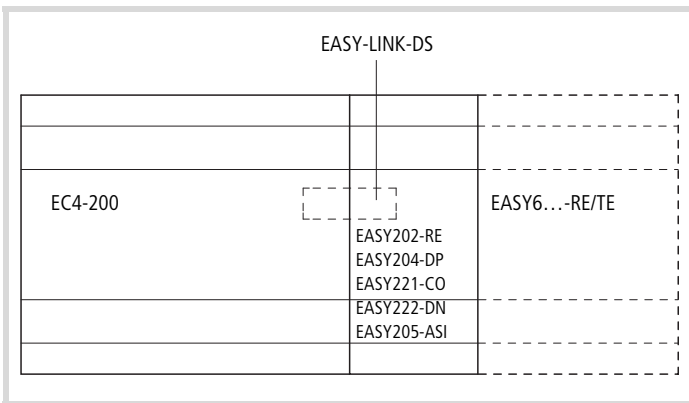 EASY-LINK-DS
EC4-200
EASY6…-RE/TE
EASY202-RE
EASY204-DP
EASY221-CO
EASY222-DN
EASY205-ASI